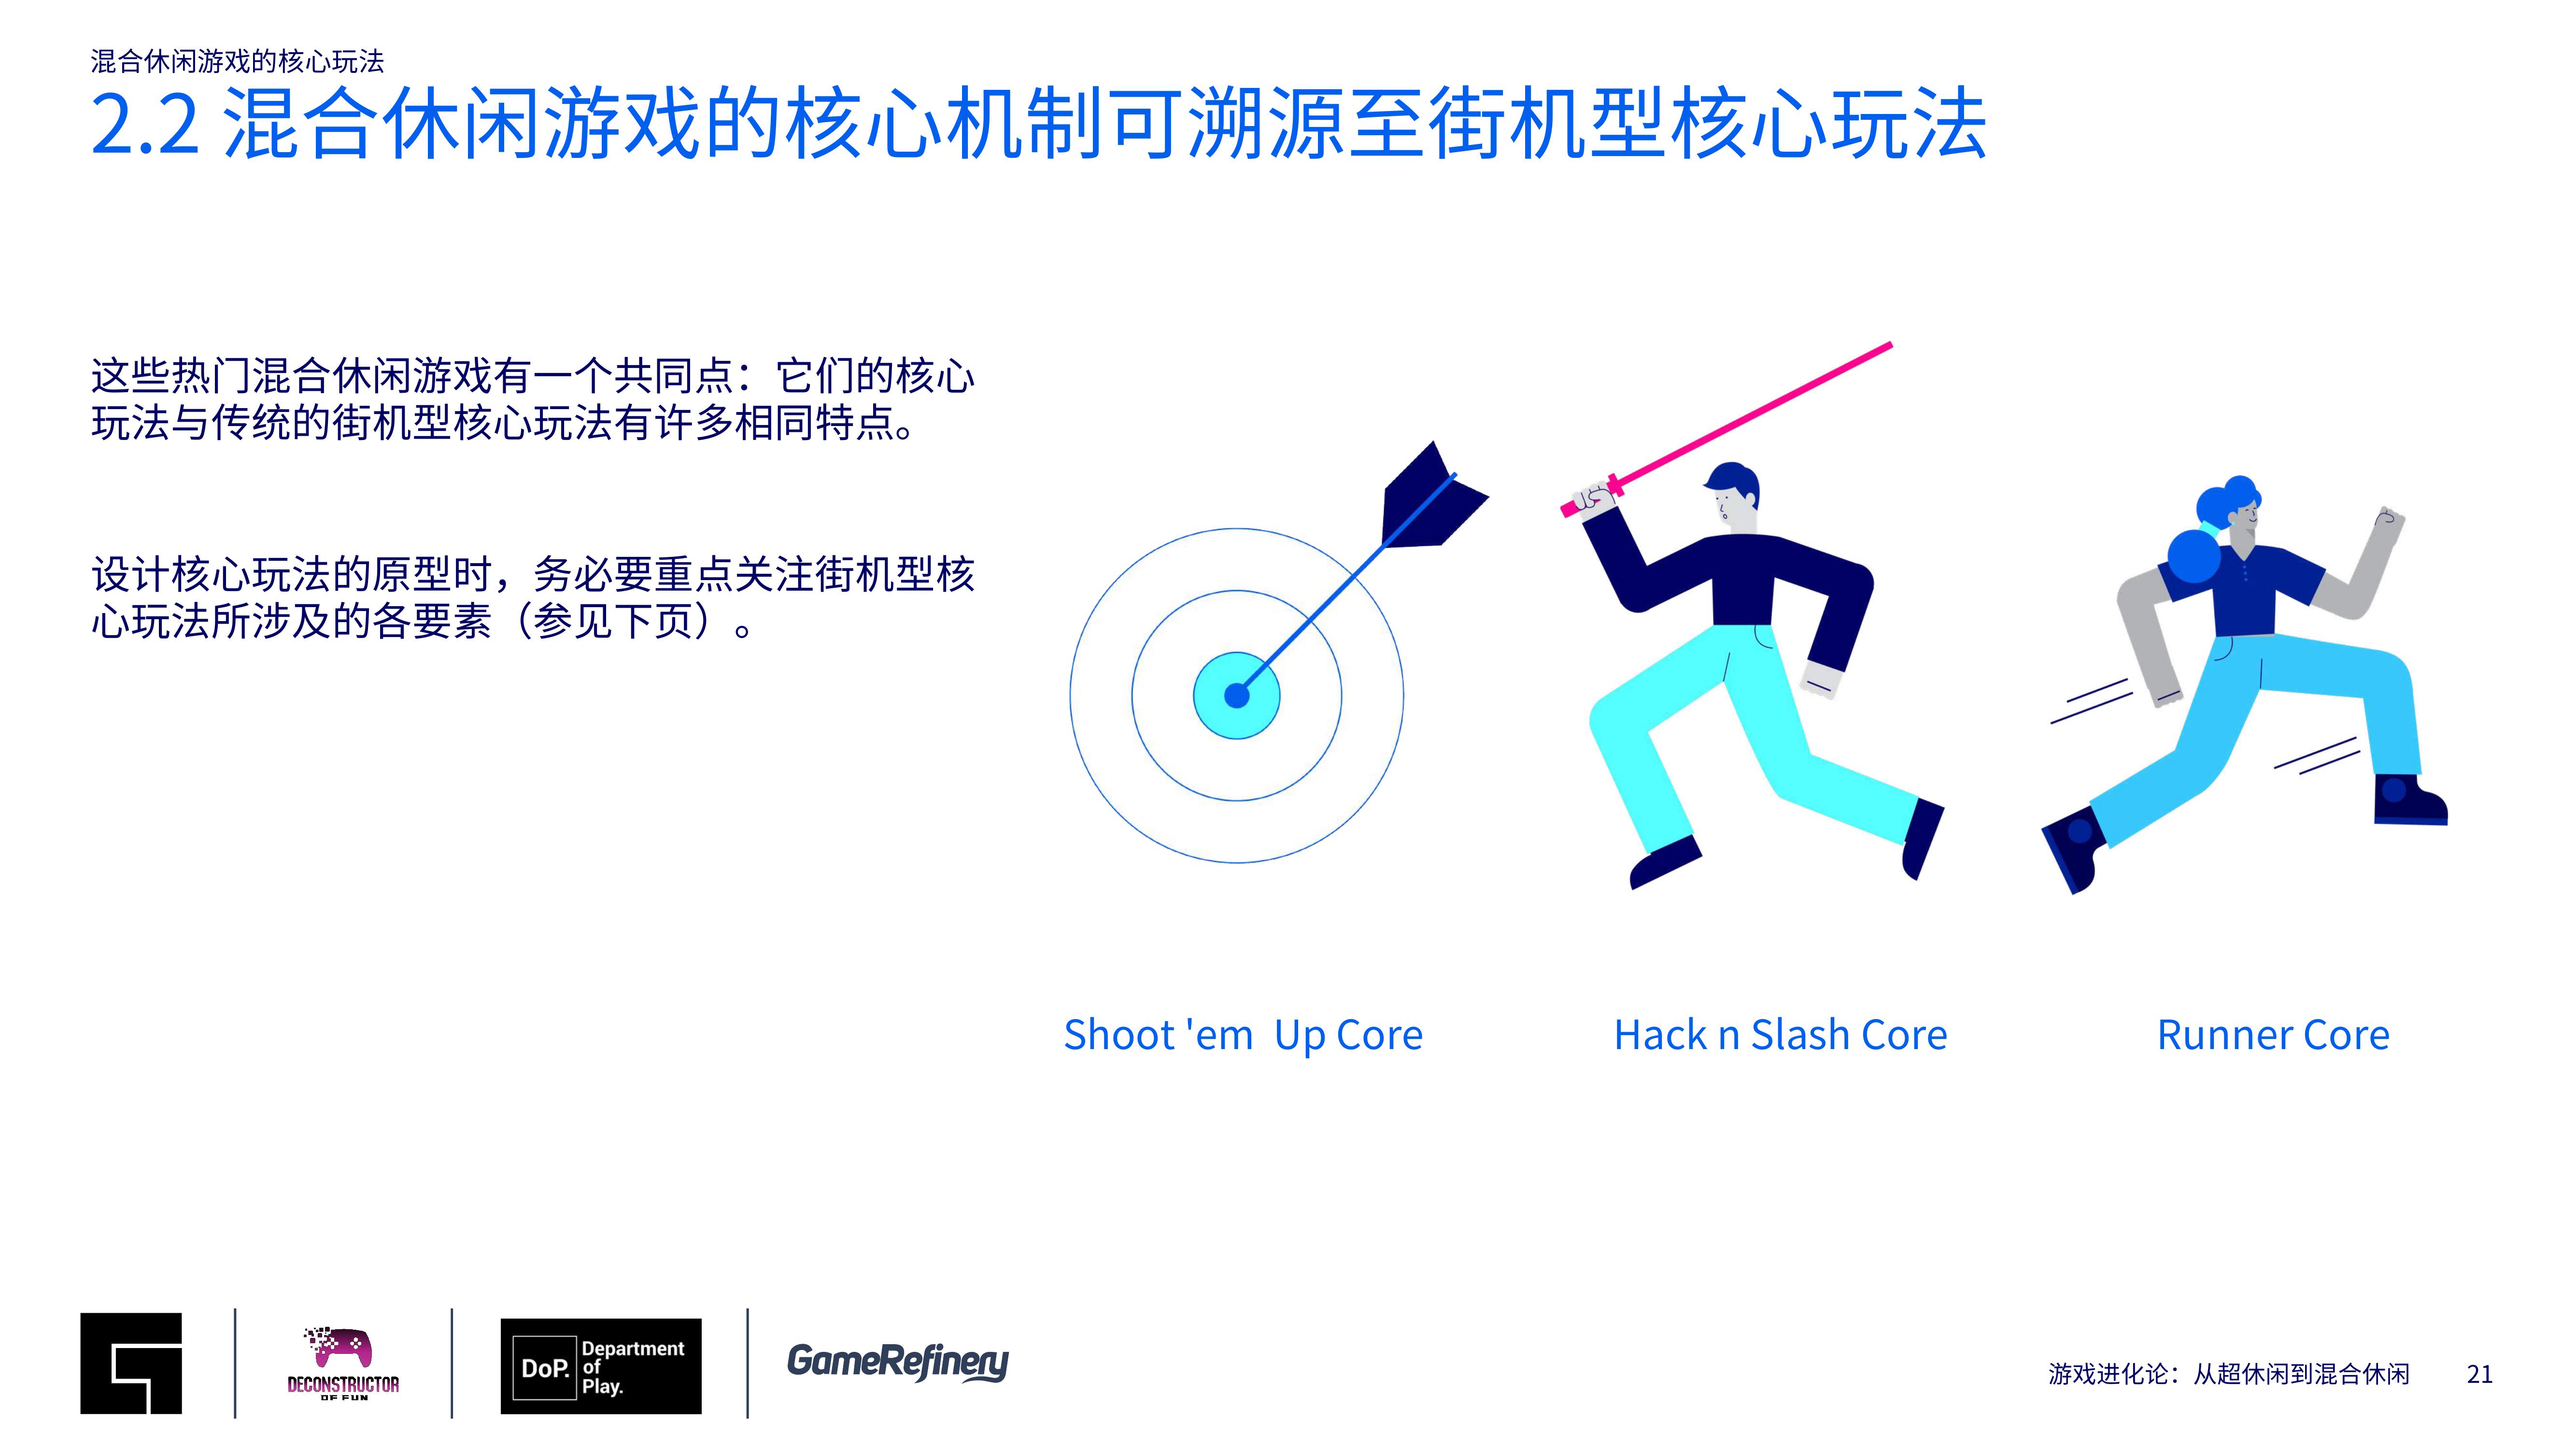 混合休闲游戏的核心玩法
2.2 混合休闲游戏的核心机制可溯源至街机型核心玩法
这些热门混合休闲游戏有一个共同点：它们的核心
玩法与传统的街机型核心玩法有许多相同特点。
设计核心玩法的原型时，务必要重点关注街机型核
心玩法所涉及的各要素（参见下页）。
Shoot 'em Up Core
Hack n Slash Core
Runner Core
DECONSTRUCTOR
OF FUN
DoP.
Department
of
Play.
GameRefinery
游戏进化论：从超休闲到混合休闲
21